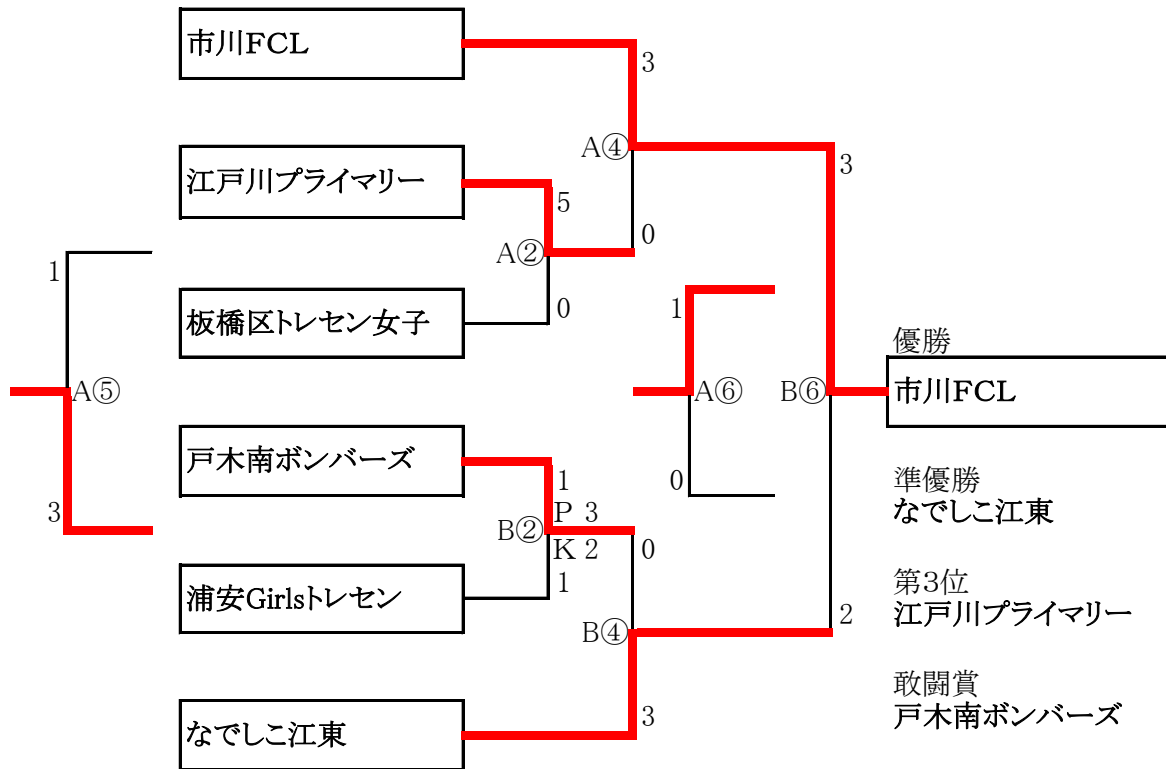 市川FCL
3
A④
3
江戸川プライマリー
5
0
A②
1
板橋区トレセン女子
0
1
優勝
A⑤
A⑥
B⑥
市川FCL
戸木南ボンバーズ
1
0
準優勝
3
P 3
なでしこ江東
B②
K 2
0
浦安Girlsトレセン
1
第3位
2
江戸川プライマリー
B④
敢闘賞
なでしこ江東
3
戸木南ボンバーズ